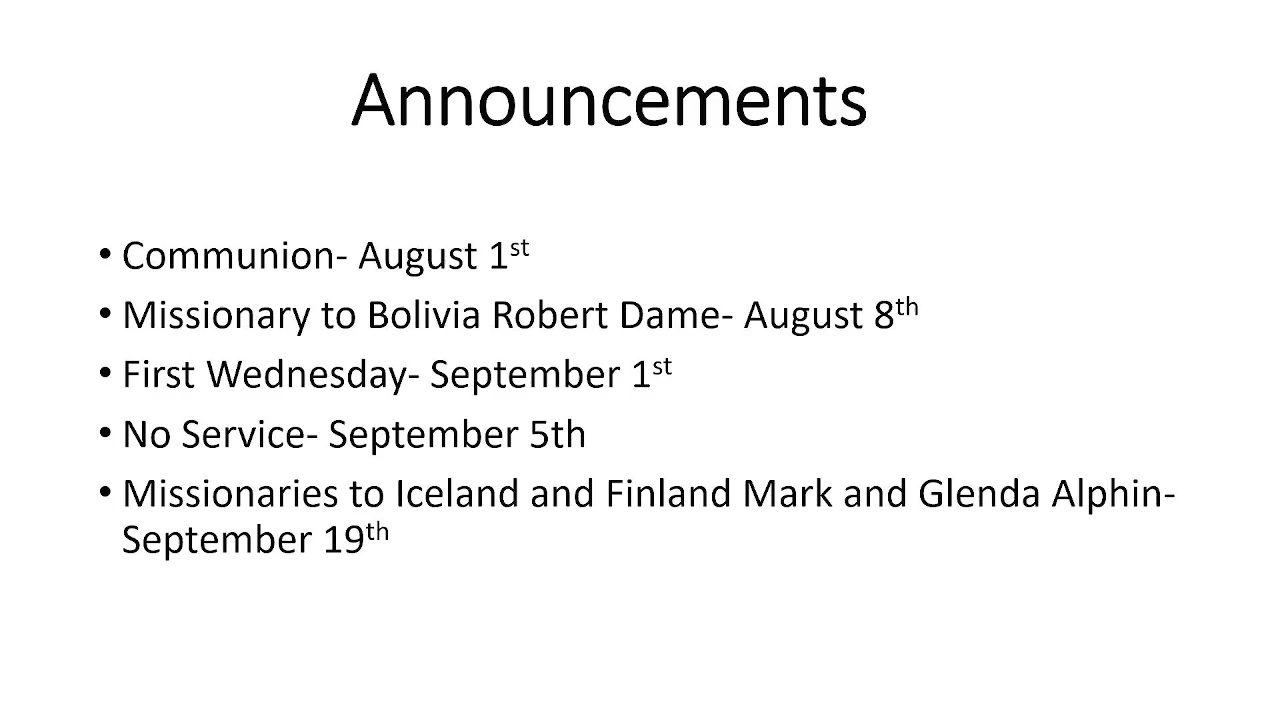 Announcements
• Communion- August 1st
• Missionary to Bolivia Robert Dame- August 8th
• First Wednesday- September 1st
• No Service- September 5th
• Missionaries to Iceland and Finland Mark and Glenda Alphin-
September 19th